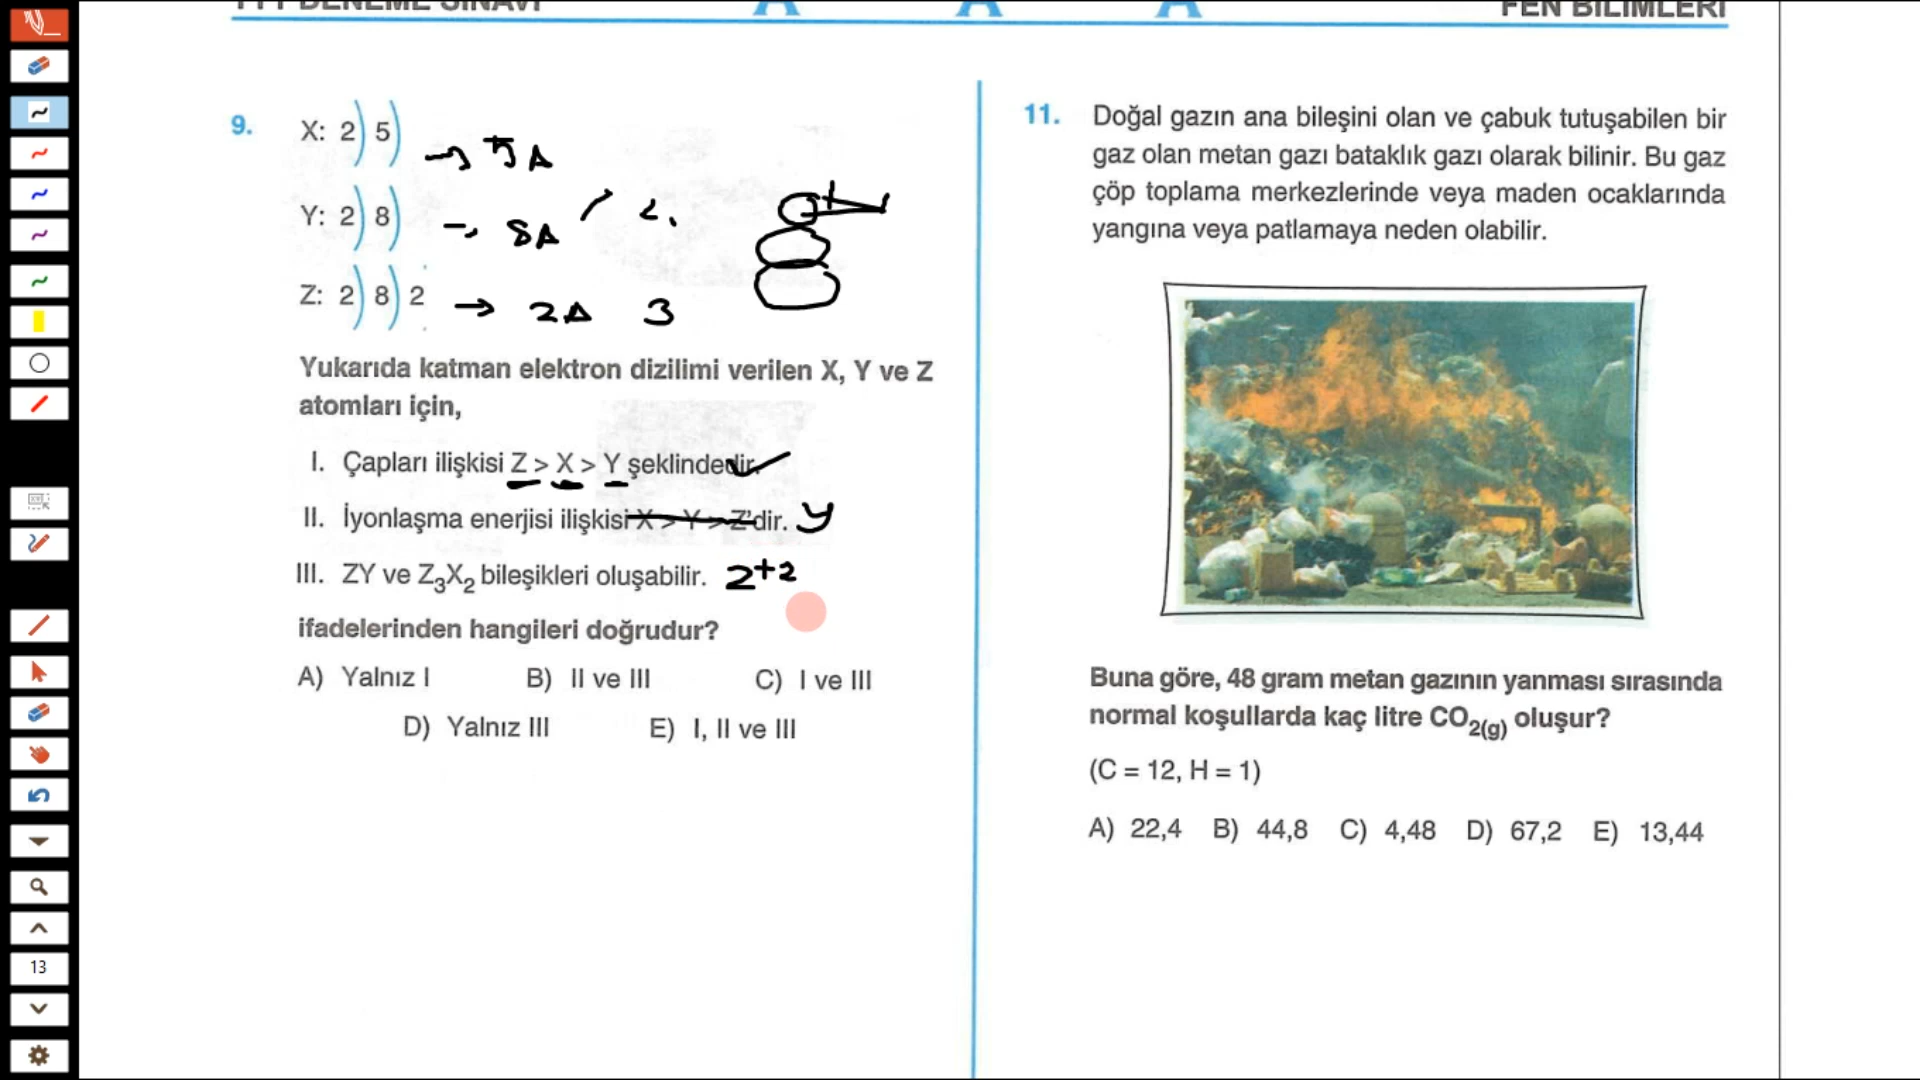 TYT DENEME SINAVI A A A FEN BİLİMLERİ
9. X: 2) 5) → 5A
Y: 2) 8) → 8A 2.
Z: 2) 8) 2 → 2A 3
Yukarıda katman elektron dizilimi verilen X, Y ve Z
atomları için,
I. Çapları ilişkisi Z > X > Y şeklindedir.
II. İyonlaşma enerjisi ilişkisi X > Y > Z'dir. y
III. ZY ve Z₃X₂ bileşikleri oluşabilir. Z+2
ifadelerinden hangileri doğrudur?
A) Yalnız I B) II ve III C) I ve III
D) Yalnız III E) I, II ve III
11. Doğal gazın ana bileşini olan ve çabuk tutuşabilen bir
gaz olan metan gazı bataklık gazı olarak bilinir. Bu gaz
çöp toplama merkezlerinde veya maden ocaklarında
yangına veya patlamaya neden olabilir.
Buna göre, 48 gram metan gazının yanması sırasında
normal koşullarda kaç litre CO₂(g) oluşur?
(C = 12, H = 1)
A) 22,4 B) 44,8 C) 4,48 D) 67,2 E) 13,44
13